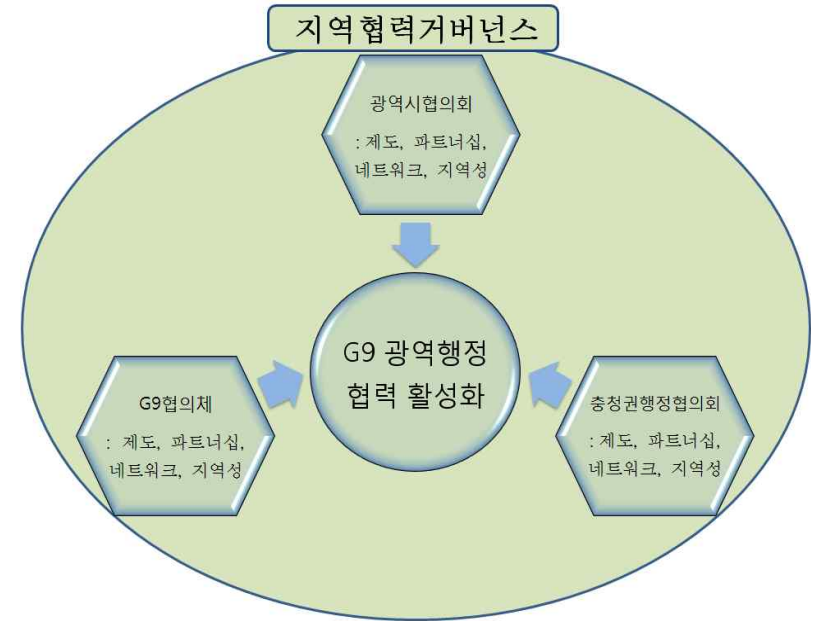 지역협력거버넌스
광역시협의회
: 제도, 파트너십,
네트워크, 지역성
G9 광역행정
협력 활성화
G9협의체
: 제도, 파트너십,
네트워크, 지역성
충청권행정협의회
: 제도, 파트너십,
네트워크, 지역성